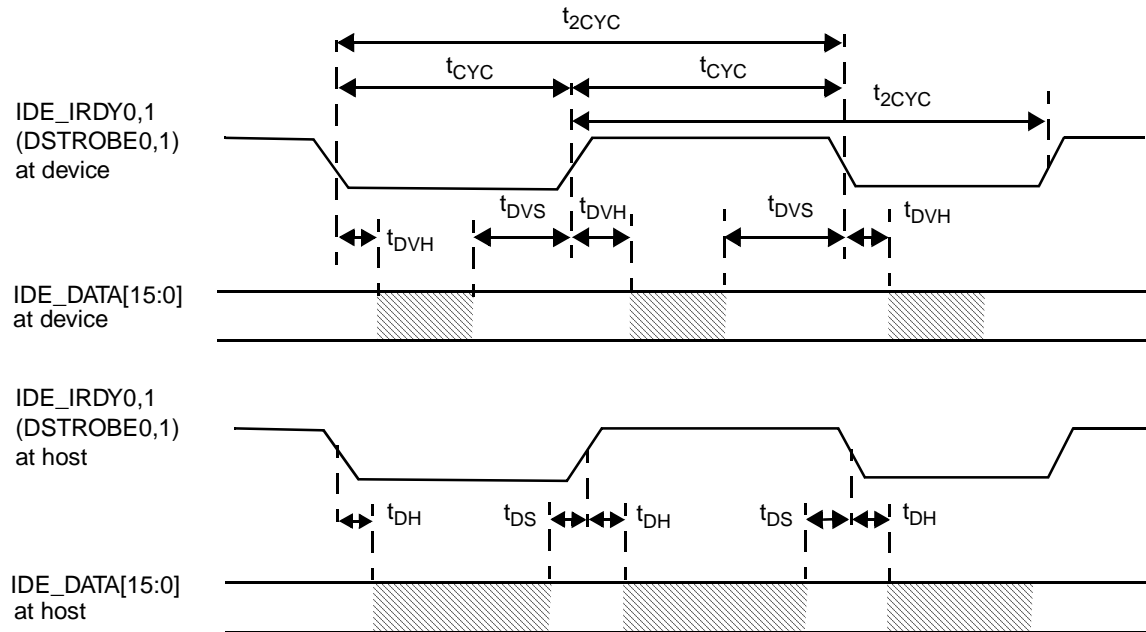 t2CYC
tCYC tCYC
t2CYC
IDE_IRDY0,1
(DSTROBE0,1)
at device
tDVS tDVH tDVS tDVH
tDVH
IDE_DATA[15:0]
at device
IDE_IRDY0,1
(DSTROBE0,1)
at host
tDH tDS tDH tDS tDH
IDE_DATA[15:0]
at host